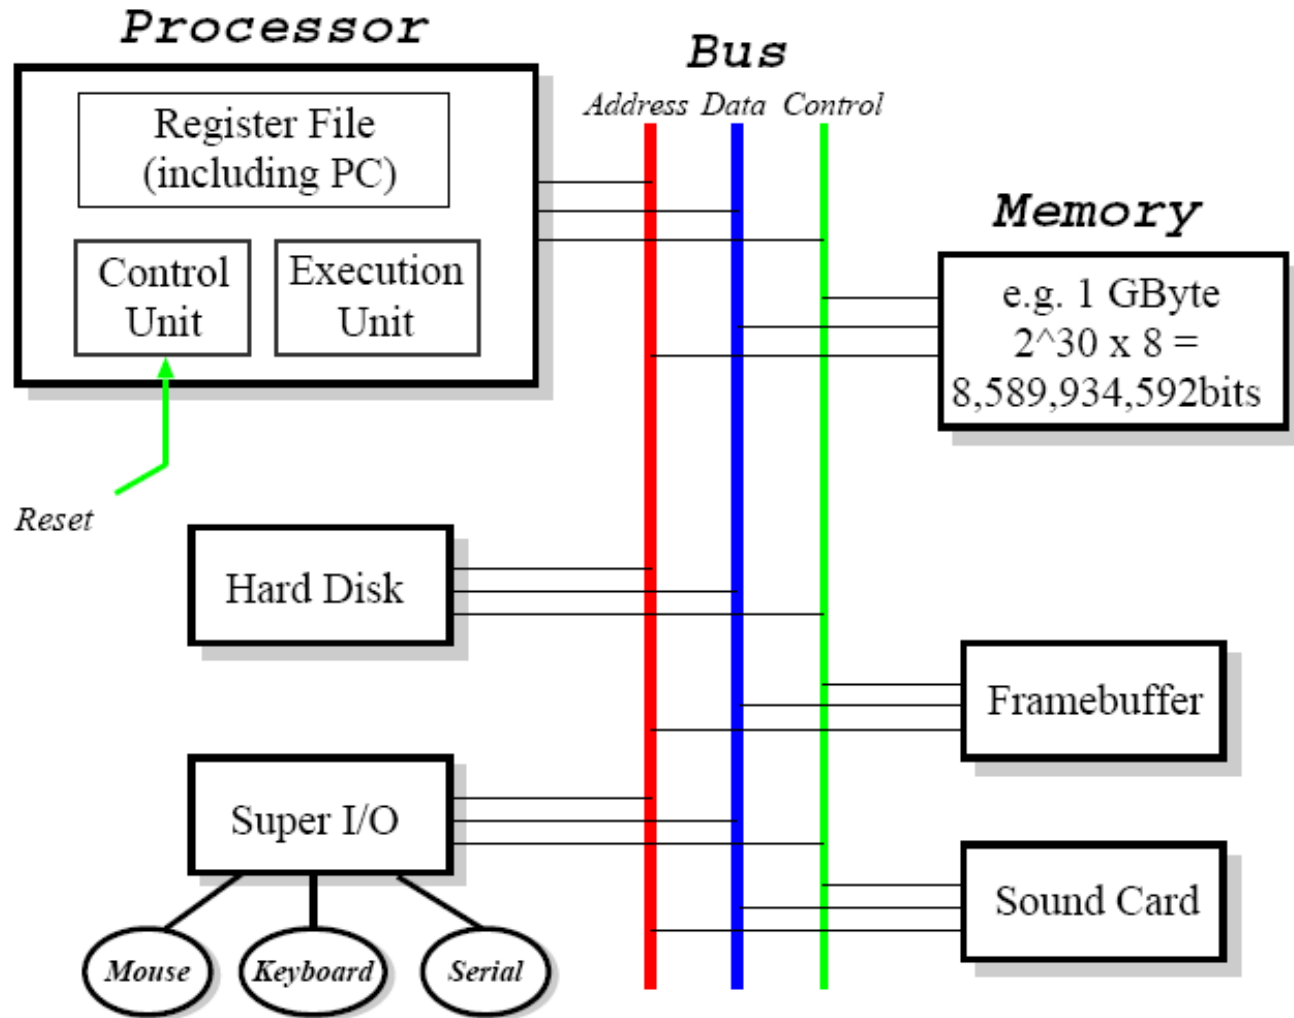 Processor
Bus
Address Data Control
Register File
(including PC)
Control
Unit
Execution
Unit
Reset
Memory
e.g. 1 GByte
2^30 x 8 =
8,589,934,592bits
Hard Disk
Framebuffer
Super I/O
Sound Card
Mouse
Keyboard
Serial